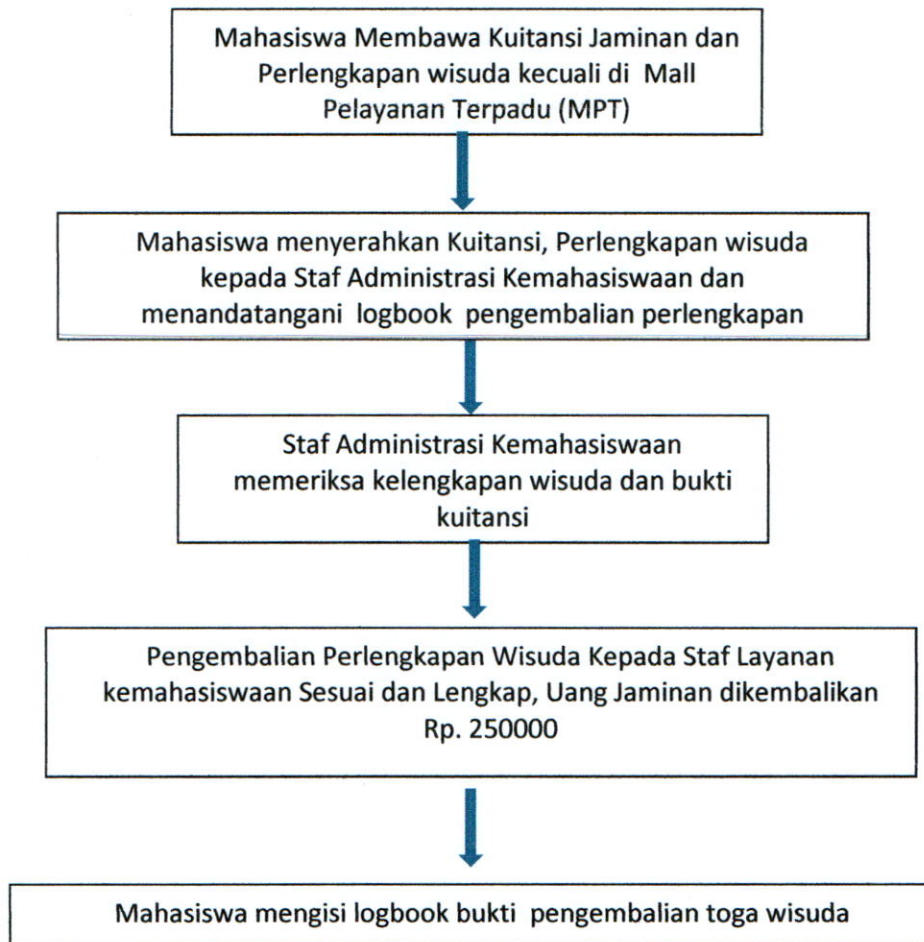 Mahasiswa Membawa Kuitansi Jaminan dan
Perlengkapan wisuda kecuali di Mall
Pelayanan Terpadu (MPT)
Mahasiswa menyerahkan Kuitansi, Perlengkapan wisuda
kepada Staf Administrasi Kemahasiswaan dan
menandatangani logbook pengembalian perlengkapan
Staf Administrasi Kemahasiswaan
memeriksa kelengkapan wisuda dan bukti
kuitansi
Pengembalian Perlengkapan Wisuda Kepada Staf Layanan
kemahasiswaan Sesuai dan Lengkap, Uang Jaminan dikembalikan
Rp. 250000
Mahasiswa mengisi logbook bukti pengembalian toga wisuda